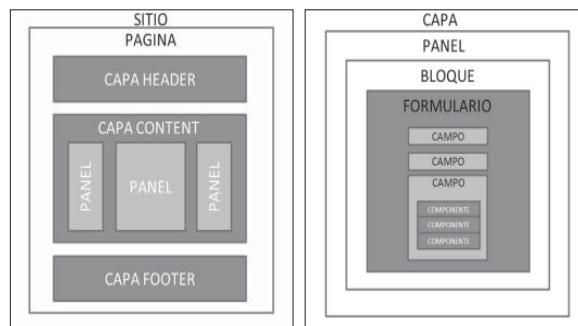 SITIO
PAGINA
CAPA HEADER
CAPA CONTENT
PANEL
PANEL
PANEL
CAPA FOOTER
CAPA
PANEL
BLOQUE
FORMULARIO
CAMPO
CAMPO
CAMPO
COMPONENTE
COMPONENTE
COMPONENTE